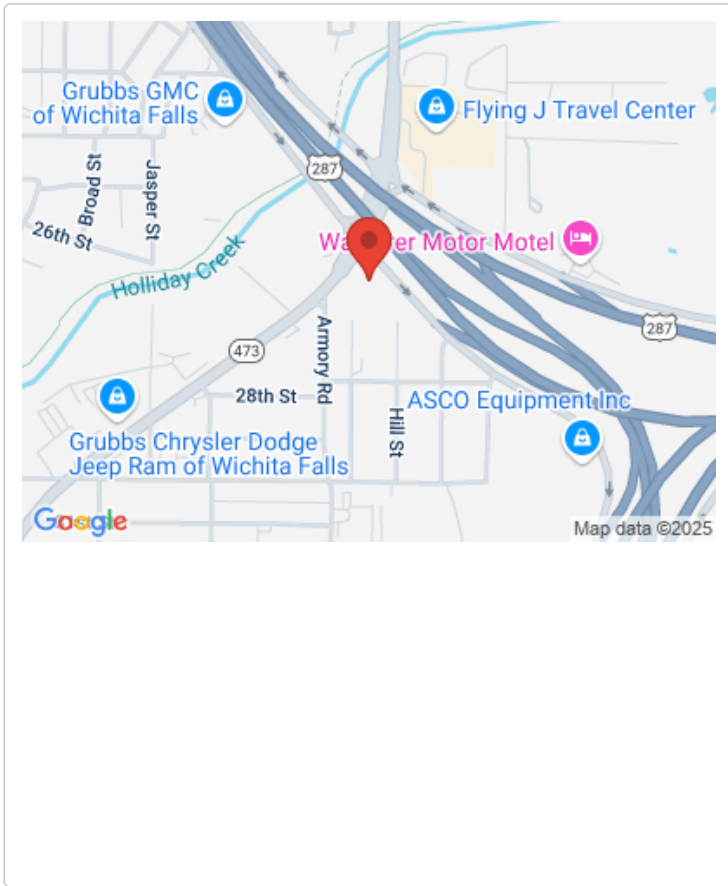 Grubbs GMC
of Wichita Falls
Flying J Travel Center
Broad St
Jasper St
287
26th St
Motor Motel
Holliday Creek
287
473
Armory Rd
28th St
Hill St
ASCO Equipment Inc
Grubbs Chrysler Dodge
Jeep Ram of Wichita Falls
Google
Map data ©2025